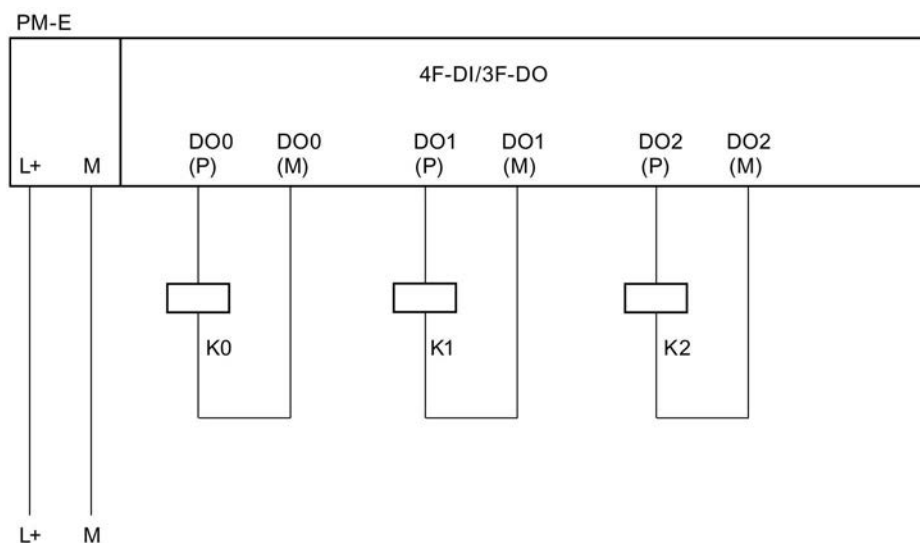 PM-E
4F-DI/3F-DO
DO0 DO0 DO1 DO1 DO2 DO2
L+ M (P) (M) (P) (M) (P) (M)
K0 K1 K2
L+ M